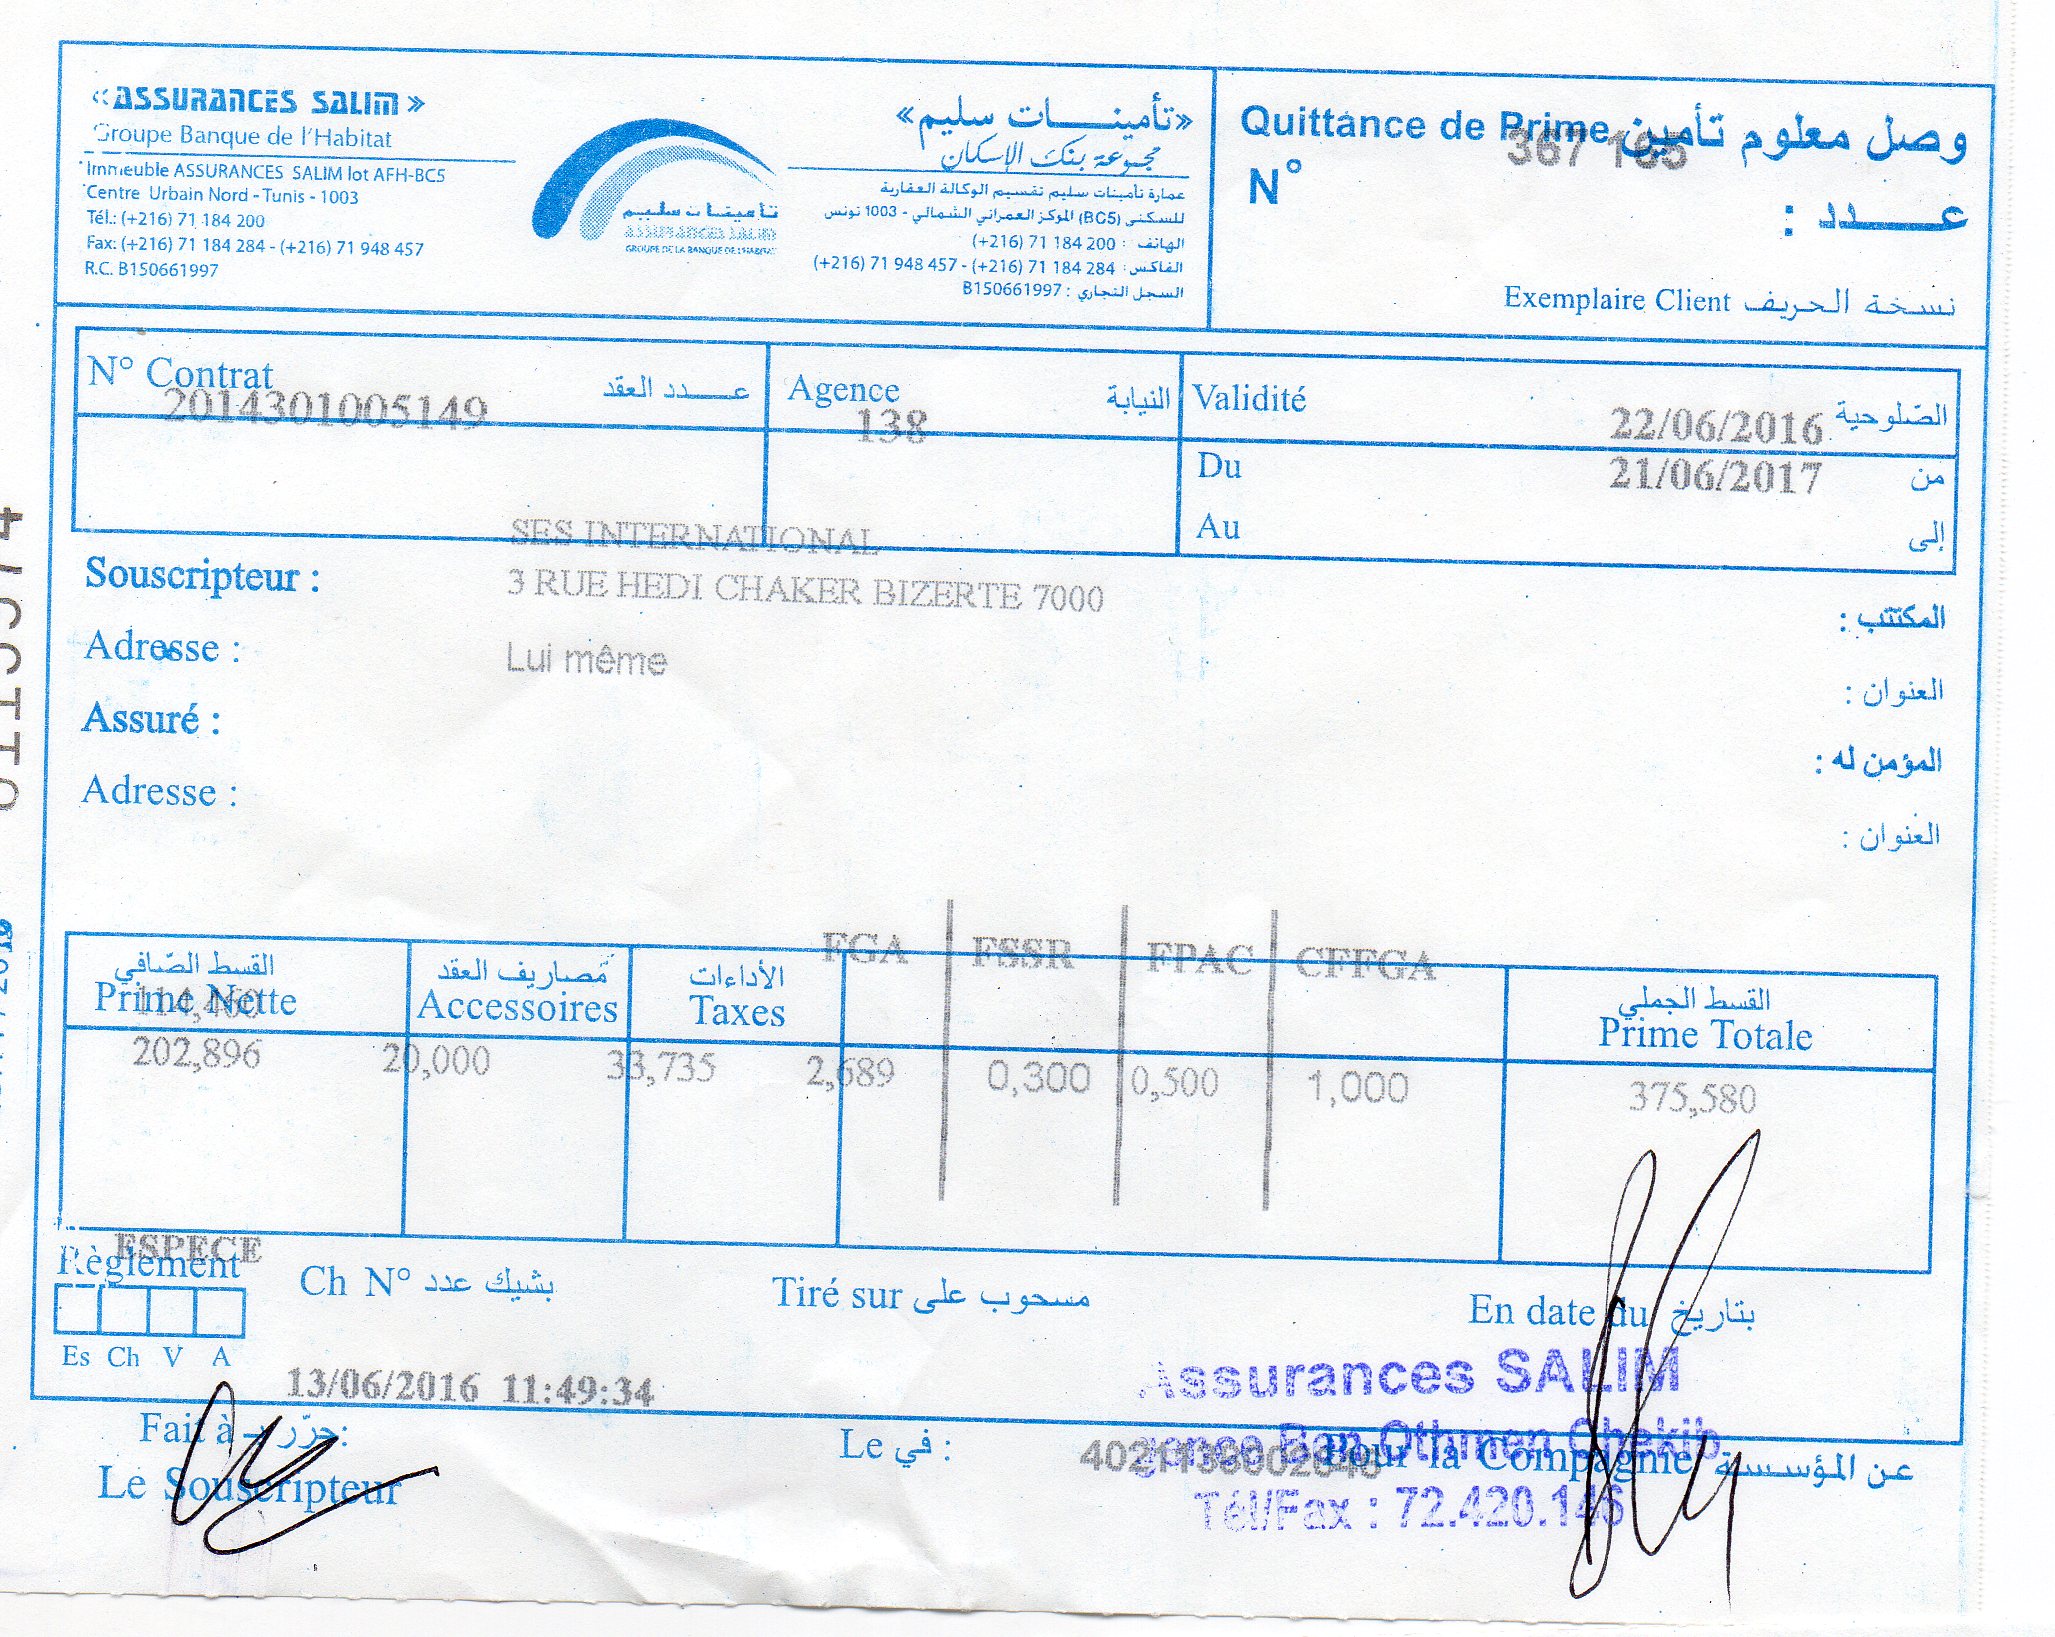 «ASSURANCES SALIM»
Groupe Banque de l'Habitat
Immeuble ASSURANCES SALIM lot AFH-BC5
Centre Urbain Nord - Tunis - 1003
Tél.: (+216) 71 184 200
Fax: (+216) 71 184 284 - (+216) 71 948 457
R.C. B150661997
تأمينات سليم
ASSURANCES SALIM
GROUPE DE LA BANQUE DE L'HABITAT
«تأمينــــات سليم»
مجموعة بنك الإسكان
عمارة تأمينات سليم تقسيم الوكالة العقارية
للسكنى (BC5) المركز العمراني الشمالي - 1003 تونس
الهاتف : 200 184 71 (216+)
الفاكس: 284 184 71 (216+) - 457 948 71 (216+)
السجل التجاري : B150661997
Quittance de Prime وصل معلوم تأمين
367 185
N° عـــدد :
Exemplaire Client نسخة الحريف
N° Contrat عـــدد العقد
2014301005149
Agence النيابة
138
Validité الصّلوحية
22/06/2016
Du 21/06/2017 من
Au إلى
SES INTERNATIONAL
Souscripteur : المكتتب :
3 RUE HEDI CHAKER BIZERTE 7000
Adresse : العنوان :
Lui même
Assuré : المؤمن له :
Adresse : العنوان :
FGA FSSR FPAC CFFGA
القسط الصّافي مصاريف العقد الأداءات القسط الجملي
Prime Nette Accessoires Taxes Prime Totale
114,460
202,896 20,000 33,735 2,689 0,300 0,500 1,000 375,580
ESPECE
Règlement Ch N° بشيك عدد Tiré sur مسحوب على En date du بتاريخ
Es Ch V A
13/06/2016 11:49:34
Assurances SALIM
Fait à حرّر بـ: Le في : Pour la Compagnie عن المؤسسة
Agence Ben Othmen Chekib
Le Souscripteur
Tél/Fax : 72.420.146